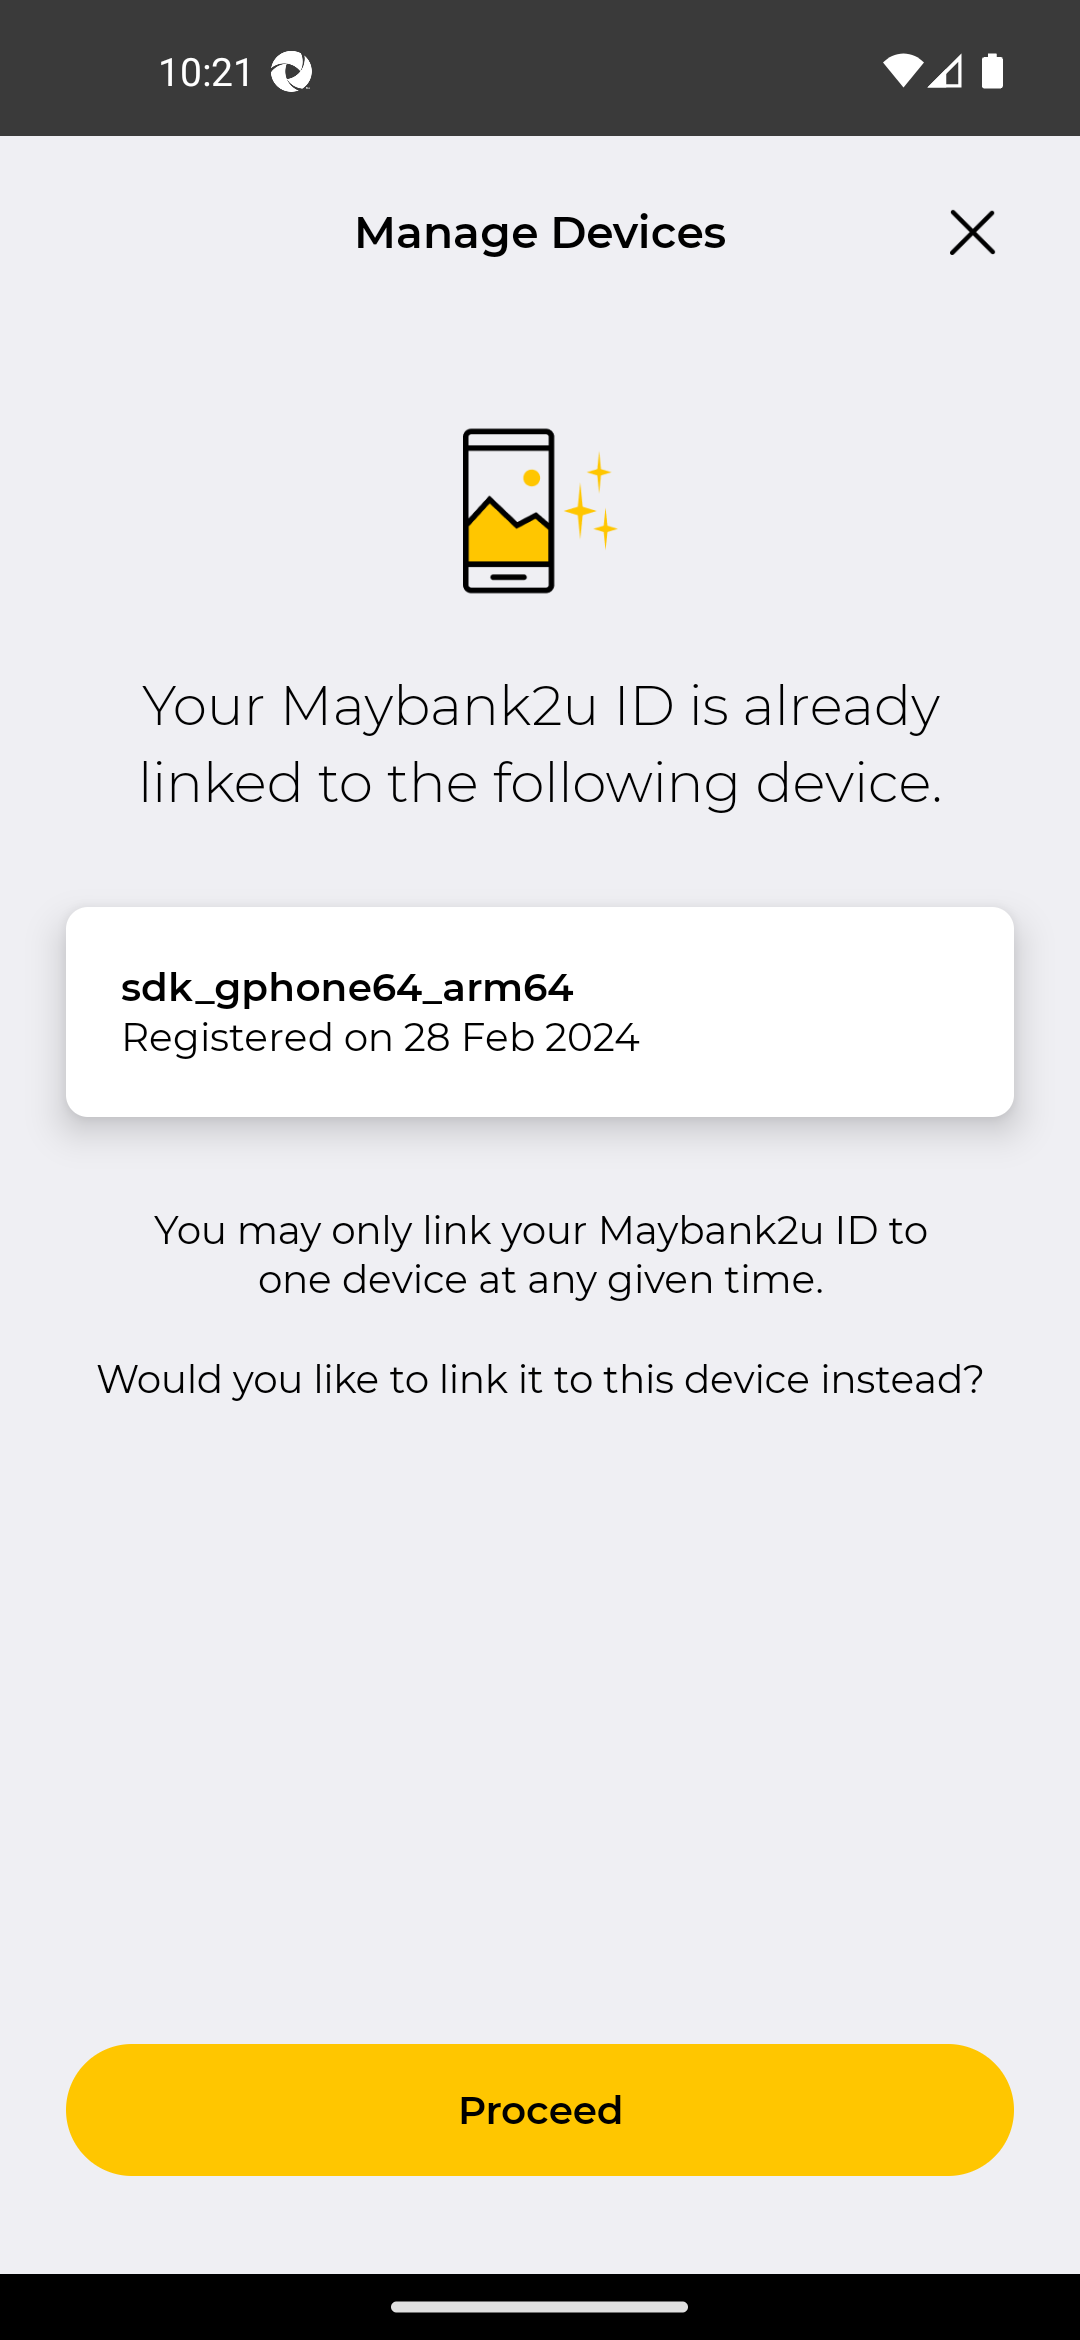 10:21
Manage Devices
Your Maybank2u ID is already
linked to the following device.
sdk_gphone64_arm64
Registered on 28 Feb 2024
You may only link your Maybank2u ID to
one device at any given time.
Would you like to link it to this device instead?
Proceed